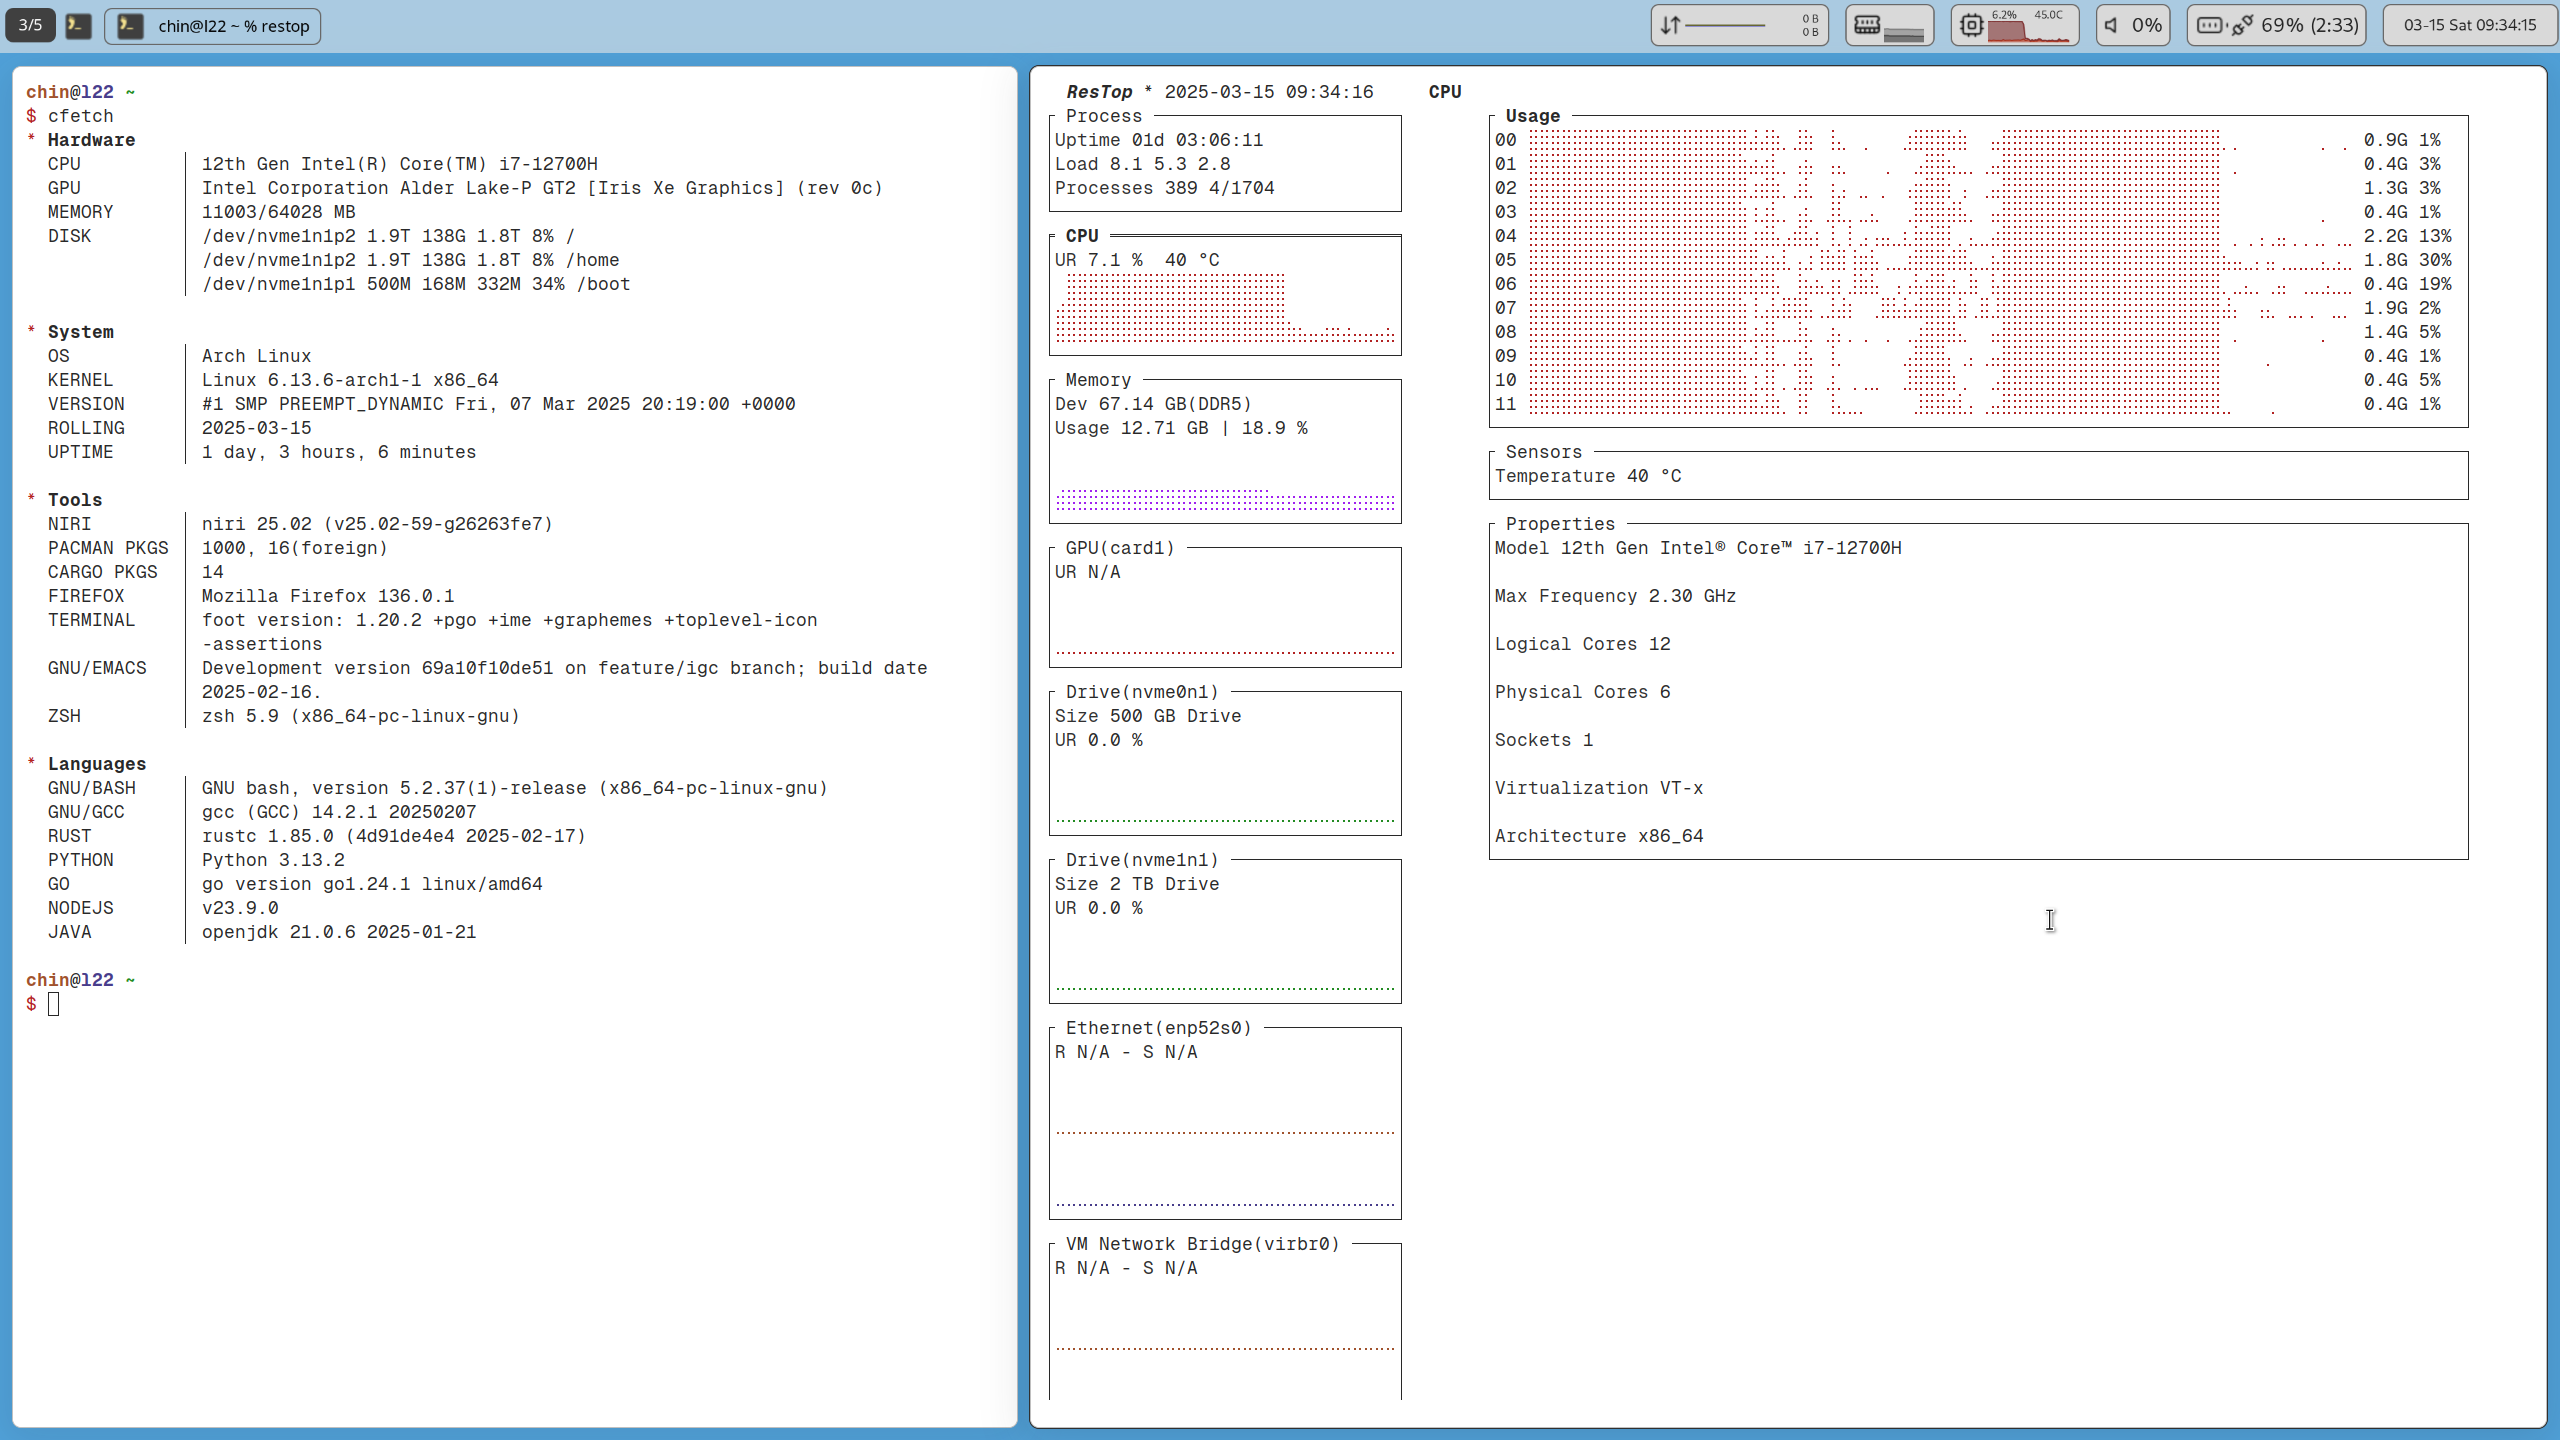 3/5
chin@l22 ~ % restop
0 B
0 B
6.2% 45.0C
0%
69% (2:33)
03-15 Sat 09:34:15
chin@l22 ~
$ cfetch
* Hardware
CPU 12th Gen Intel(R) Core(TM) i7-12700H
GPU Intel Corporation Alder Lake-P GT2 [Iris Xe Graphics] (rev 0c)
MEMORY 11003/64028 MB
DISK /dev/nvme1n1p2 1.9T 138G 1.8T 8% /
/dev/nvme1n1p2 1.9T 138G 1.8T 8% /home
/dev/nvme1n1p1 500M 168M 332M 34% /boot
* System
OS Arch Linux
KERNEL Linux 6.13.6-arch1-1 x86_64
VERSION #1 SMP PREEMPT_DYNAMIC Fri, 07 Mar 2025 20:19:00 +0000
ROLLING 2025-03-15
UPTIME 1 day, 3 hours, 6 minutes
* Tools
NIRI niri 25.02 (v25.02-59-g26263fe7)
PACMAN PKGS 1000, 16(foreign)
CARGO PKGS 14
FIREFOX Mozilla Firefox 136.0.1
TERMINAL foot version: 1.20.2 +pgo +ime +graphemes +toplevel-icon
-assertions
GNU/EMACS Development version 69a10f10de51 on feature/igc branch; build date
2025-02-16.
ZSH zsh 5.9 (x86_64-pc-linux-gnu)
* Languages
GNU/BASH GNU bash, version 5.2.37(1)-release (x86_64-pc-linux-gnu)
GNU/GCC gcc (GCC) 14.2.1 20250207
RUST rustc 1.85.0 (4d91de4e4 2025-02-17)
PYTHON Python 3.13.2
GO go version go1.24.1 linux/amd64
NODEJS v23.9.0
JAVA openjdk 21.0.6 2025-01-21
chin@l22 ~
$
ResTop * 2025-03-15 09:34:16
Process
Uptime 01d 03:06:11
Load 8.1 5.3 2.8
Processes 389 4/1704
CPU
UR 7.1 % 40 °C
Memory
Dev 67.14 GB(DDR5)
Usage 12.71 GB | 18.9 %
GPU(card1)
UR N/A
Drive(nvme0n1)
Size 500 GB Drive
UR 0.0 %
Drive(nvme1n1)
Size 2 TB Drive
UR 0.0 %
Ethernet(enp52s0)
R N/A - S N/A
VM Network Bridge(virbr0)
R N/A - S N/A
CPU
Usage
00 0.9G 1%
01 0.4G 3%
02 1.3G 3%
03 0.4G 1%
04 2.2G 13%
05 1.8G 30%
06 0.4G 19%
07 1.9G 2%
08 1.4G 5%
09 0.4G 1%
10 0.4G 5%
11 0.4G 1%
Sensors
Temperature 40 °C
Properties
Model 12th Gen Intel® Core™ i7-12700H
Max Frequency 2.30 GHz
Logical Cores 12
Physical Cores 6
Sockets 1
Virtualization VT-x
Architecture x86_64